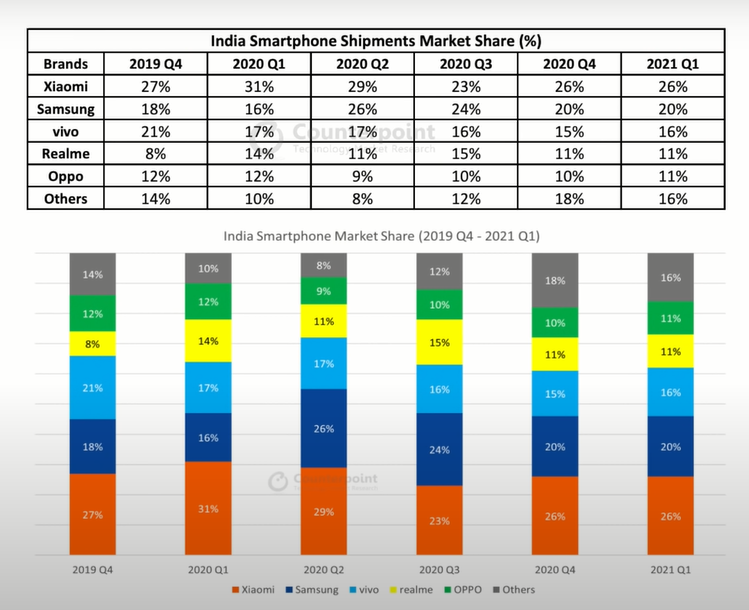 India Smartphone Shipments Market Share (%)
Brands 2019 Q4 2020 Q1 2020 Q2 2020 Q3 2020 Q4 2021 Q1
Xiaomi 27% 31% 29% 23% 26% 26%
Samsung 18% 16% 26% 24% 20% 20%
vivo 21% 17% 17% 16% 15% 16%
Counterpoint
Technology Market Research
Realme 8% 14% 11% 15% 11% 11%
Oppo 12% 12% 9% 10% 10% 11%
Others 14% 10% 8% 12% 18% 16%
India Smartphone Market Share (2019 Q4 - 2021 Q1)
14% 10% 8% 12% 18% 16%
12% 12% 9% 10% 10% 11%
8% 14% 11% 15% 11% 11%
21% 17% 17% 16% 15% 16%
18% 16% 26% 24% 20% 20%
Counterpoint
27% 31% 29% 23% 26% 26%
2019 Q4 2020 Q1 2020 Q2 2020 Q3 2020 Q4 2021 Q1
Xiaomi Samsung vivo realme OPPO Others